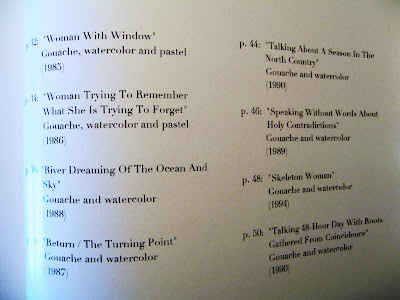 p. 32: "Woman With Window"
Gouache, watercolor and pastel
(1985)
p. 34: "Woman Trying To Remember
What She Is Trying To Forget"
Gouache, watercolor and pastel
(1986)
"River Dreaming Of The Ocean And
Sky"
Gouache and watercolor
(1988)
"Return / The Turning Point"
Gouache and watercolor
(1987)
p. 44: "Talking About A Season In The
North Country"
Gouache and watercolor
(1990)
p. 46: "Speaking Without Words About
Holy Contradictions"
Gouache and watercolor
(1989)
p. 48: "Skeleton Woman"
Gouache and watercolor
(1994)
p. 50: "Talking 48-Hour Day With Roots
Gathered From Coincidence"
Gouache and watercolor
(1990)